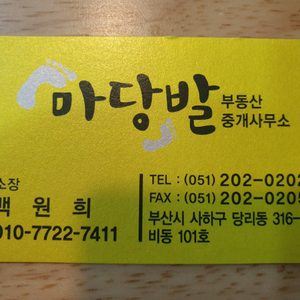 마당발 부동산
중개사무소
소장
백 원 희
010-7722-7411
TEL : (051) 202-0202
FAX : (051) 202-0205
부산시 사하구 당리동 316-
비동 101호